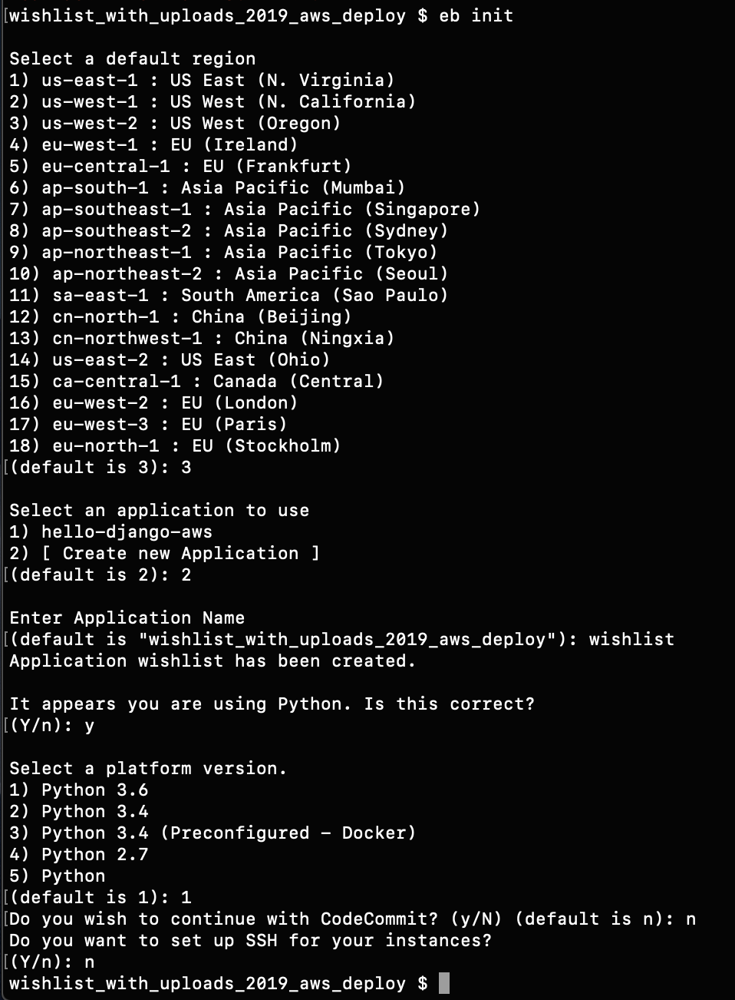 [wishlist_with_uploads_2019_aws_deploy $ eb init
Select a default region
1) us-east-1 : US East (N. Virginia)
2) us-west-1 : US West (N. California)
3) us-west-2 : US West (Oregon)
4) eu-west-1 : EU (Ireland)
5) eu-central-1 : EU (Frankfurt)
6) ap-south-1 : Asia Pacific (Mumbai)
7) ap-southeast-1 : Asia Pacific (Singapore)
8) ap-southeast-2 : Asia Pacific (Sydney)
9) ap-northeast-1 : Asia Pacific (Tokyo)
10) ap-northeast-2 : Asia Pacific (Seoul)
11) sa-east-1 : South America (Sao Paulo)
12) cn-north-1 : China (Beijing)
13) cn-northwest-1 : China (Ningxia)
14) us-east-2 : US East (Ohio)
15) ca-central-1 : Canada (Central)
16) eu-west-2 : EU (London)
17) eu-west-3 : EU (Paris)
18) eu-north-1 : EU (Stockholm)
[(default is 3): 3
Select an application to use
1) hello-django-aws
2) [ Create new Application ]
[(default is 2): 2
Enter Application Name
[(default is "wishlist_with_uploads_2019_aws_deploy"): wishlist
Application wishlist has been created.
It appears you are using Python. Is this correct?
[(Y/n): y
Select a platform version.
1) Python 3.6
2) Python 3.4
3) Python 3.4 (Preconfigured - Docker)
4) Python 2.7
5) Python
[(default is 1): 1
[Do you wish to continue with CodeCommit? (y/N) (default is n): n
Do you want to set up SSH for your instances?
[(Y/n): n
wishlist_with_uploads_2019_aws_deploy $